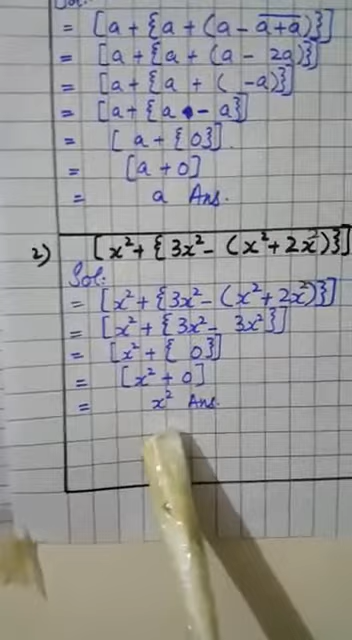 = [a + {a + (a - a̅+̅a̅)}]
= [a + {a + (a - 2a)}]
= [a + {a + ( -a)}]
= [a + {a - a}]
= [ a + { 0}]
= [a + 0]
= a Ans.
2) [x² + {3x² - (x² + 2x²)}]
Sol:
= [x² + {3x² - (x² + 2x²)}]
= [x² + {3x² - 3x²}]
= [x² + { 0}]
= [x² + 0]
= x² Ans.